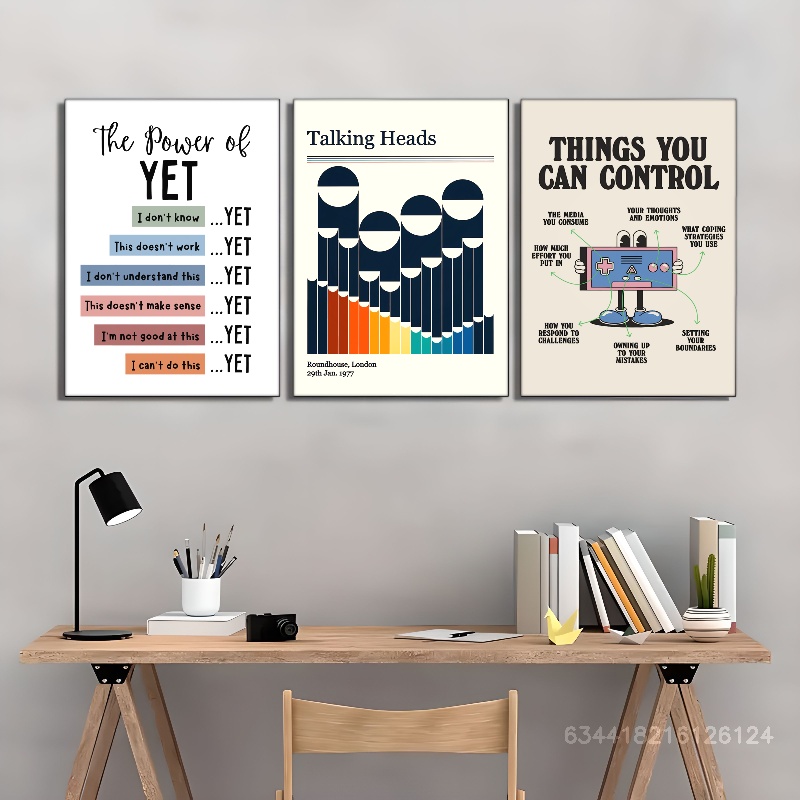 The Power of
YET
I don't know ...YET
This doesn't work ...YET
I don't understand this ...YET
This doesn't make sense ...YET
I'm not good at this ...YET
I can't do this ...YET
Talking Heads
Roundhouse, London
29th Jan. 1977
THINGS YOU
CAN CONTROL
THE MEDIA
YOU CONSUME
YOUR THOUGHTS
AND EMOTIONS
WHAT COPING
STRATEGIES
YOU USE
HOW MUCH
EFFORT YOU
PUT IN
HOW YOU
RESPOND TO
CHALLENGES
OWNING UP
TO YOUR
MISTAKES
SETTING
YOUR
BOUNDARIES
634418216126124